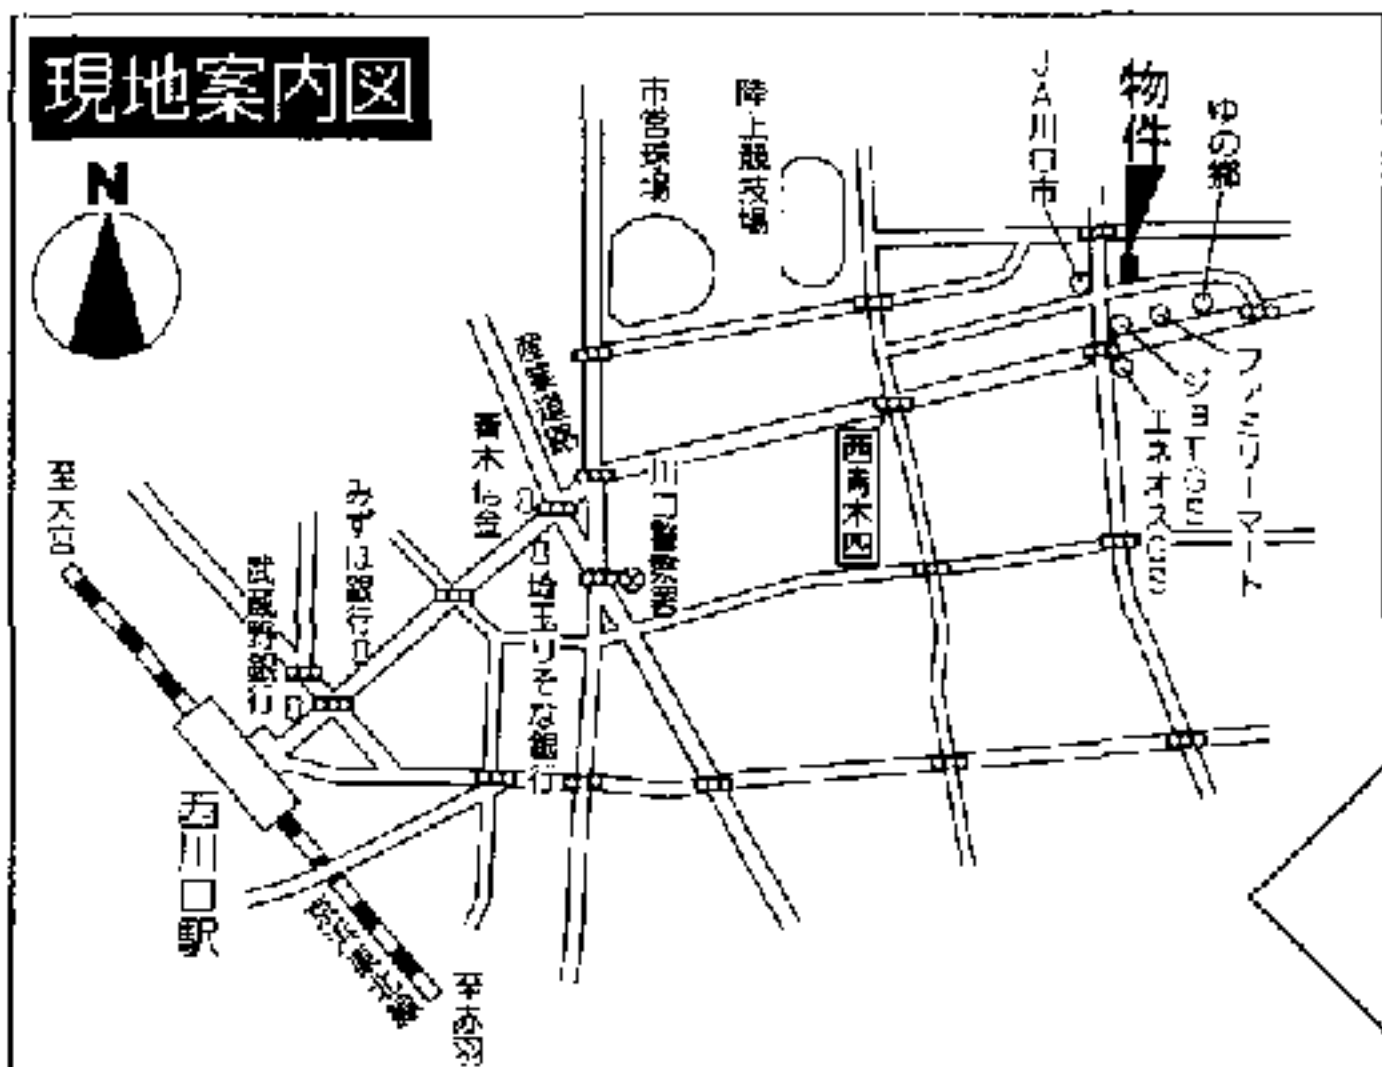 現地案内図
N
市営球場
陸上競技場
JA川口市
物件
ゆの郷
産業道路
青木信金
川口警察署
西青木四
ジョイGS
エネオスGS
ファミリーマート
至大宮
みずほ銀行
武蔵野銀行
埼玉りそな銀行
西川口駅
京浜東北線
至赤羽